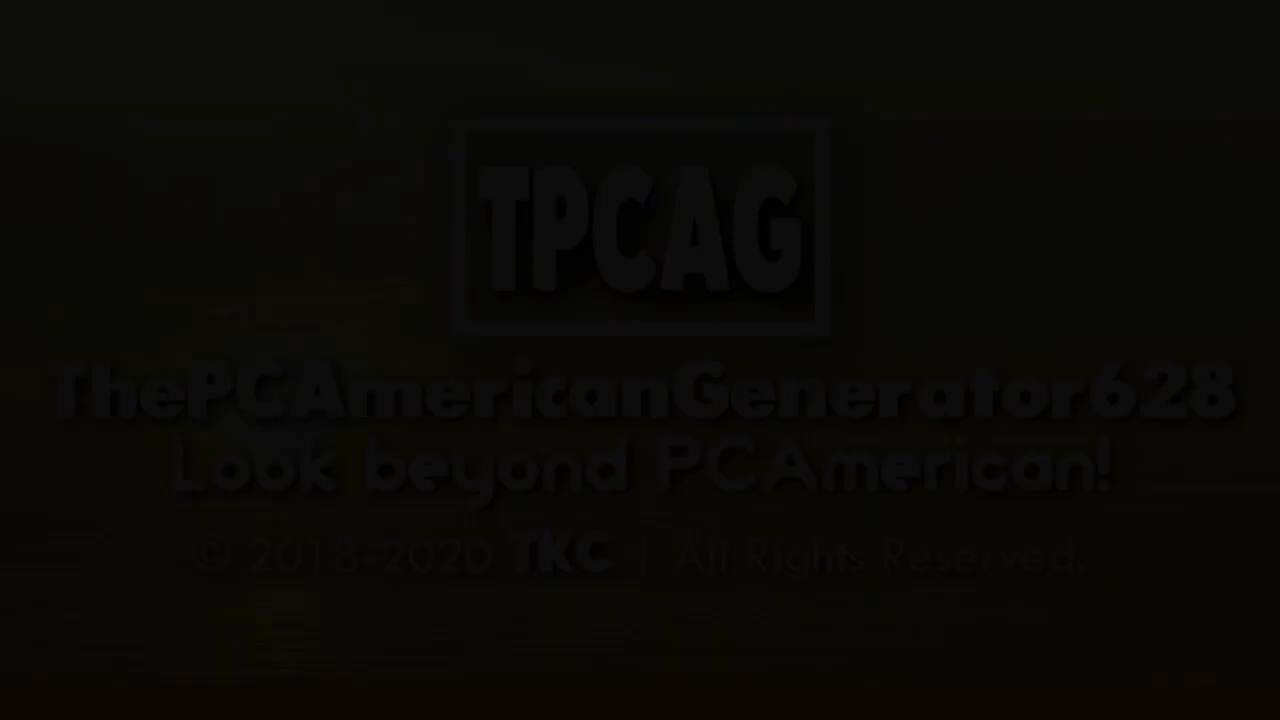 TPCAG
ThePCAmericanGenerator628
Look beyond PCAmerican!
© 2018-2020 TKC | All Rights Reserved.